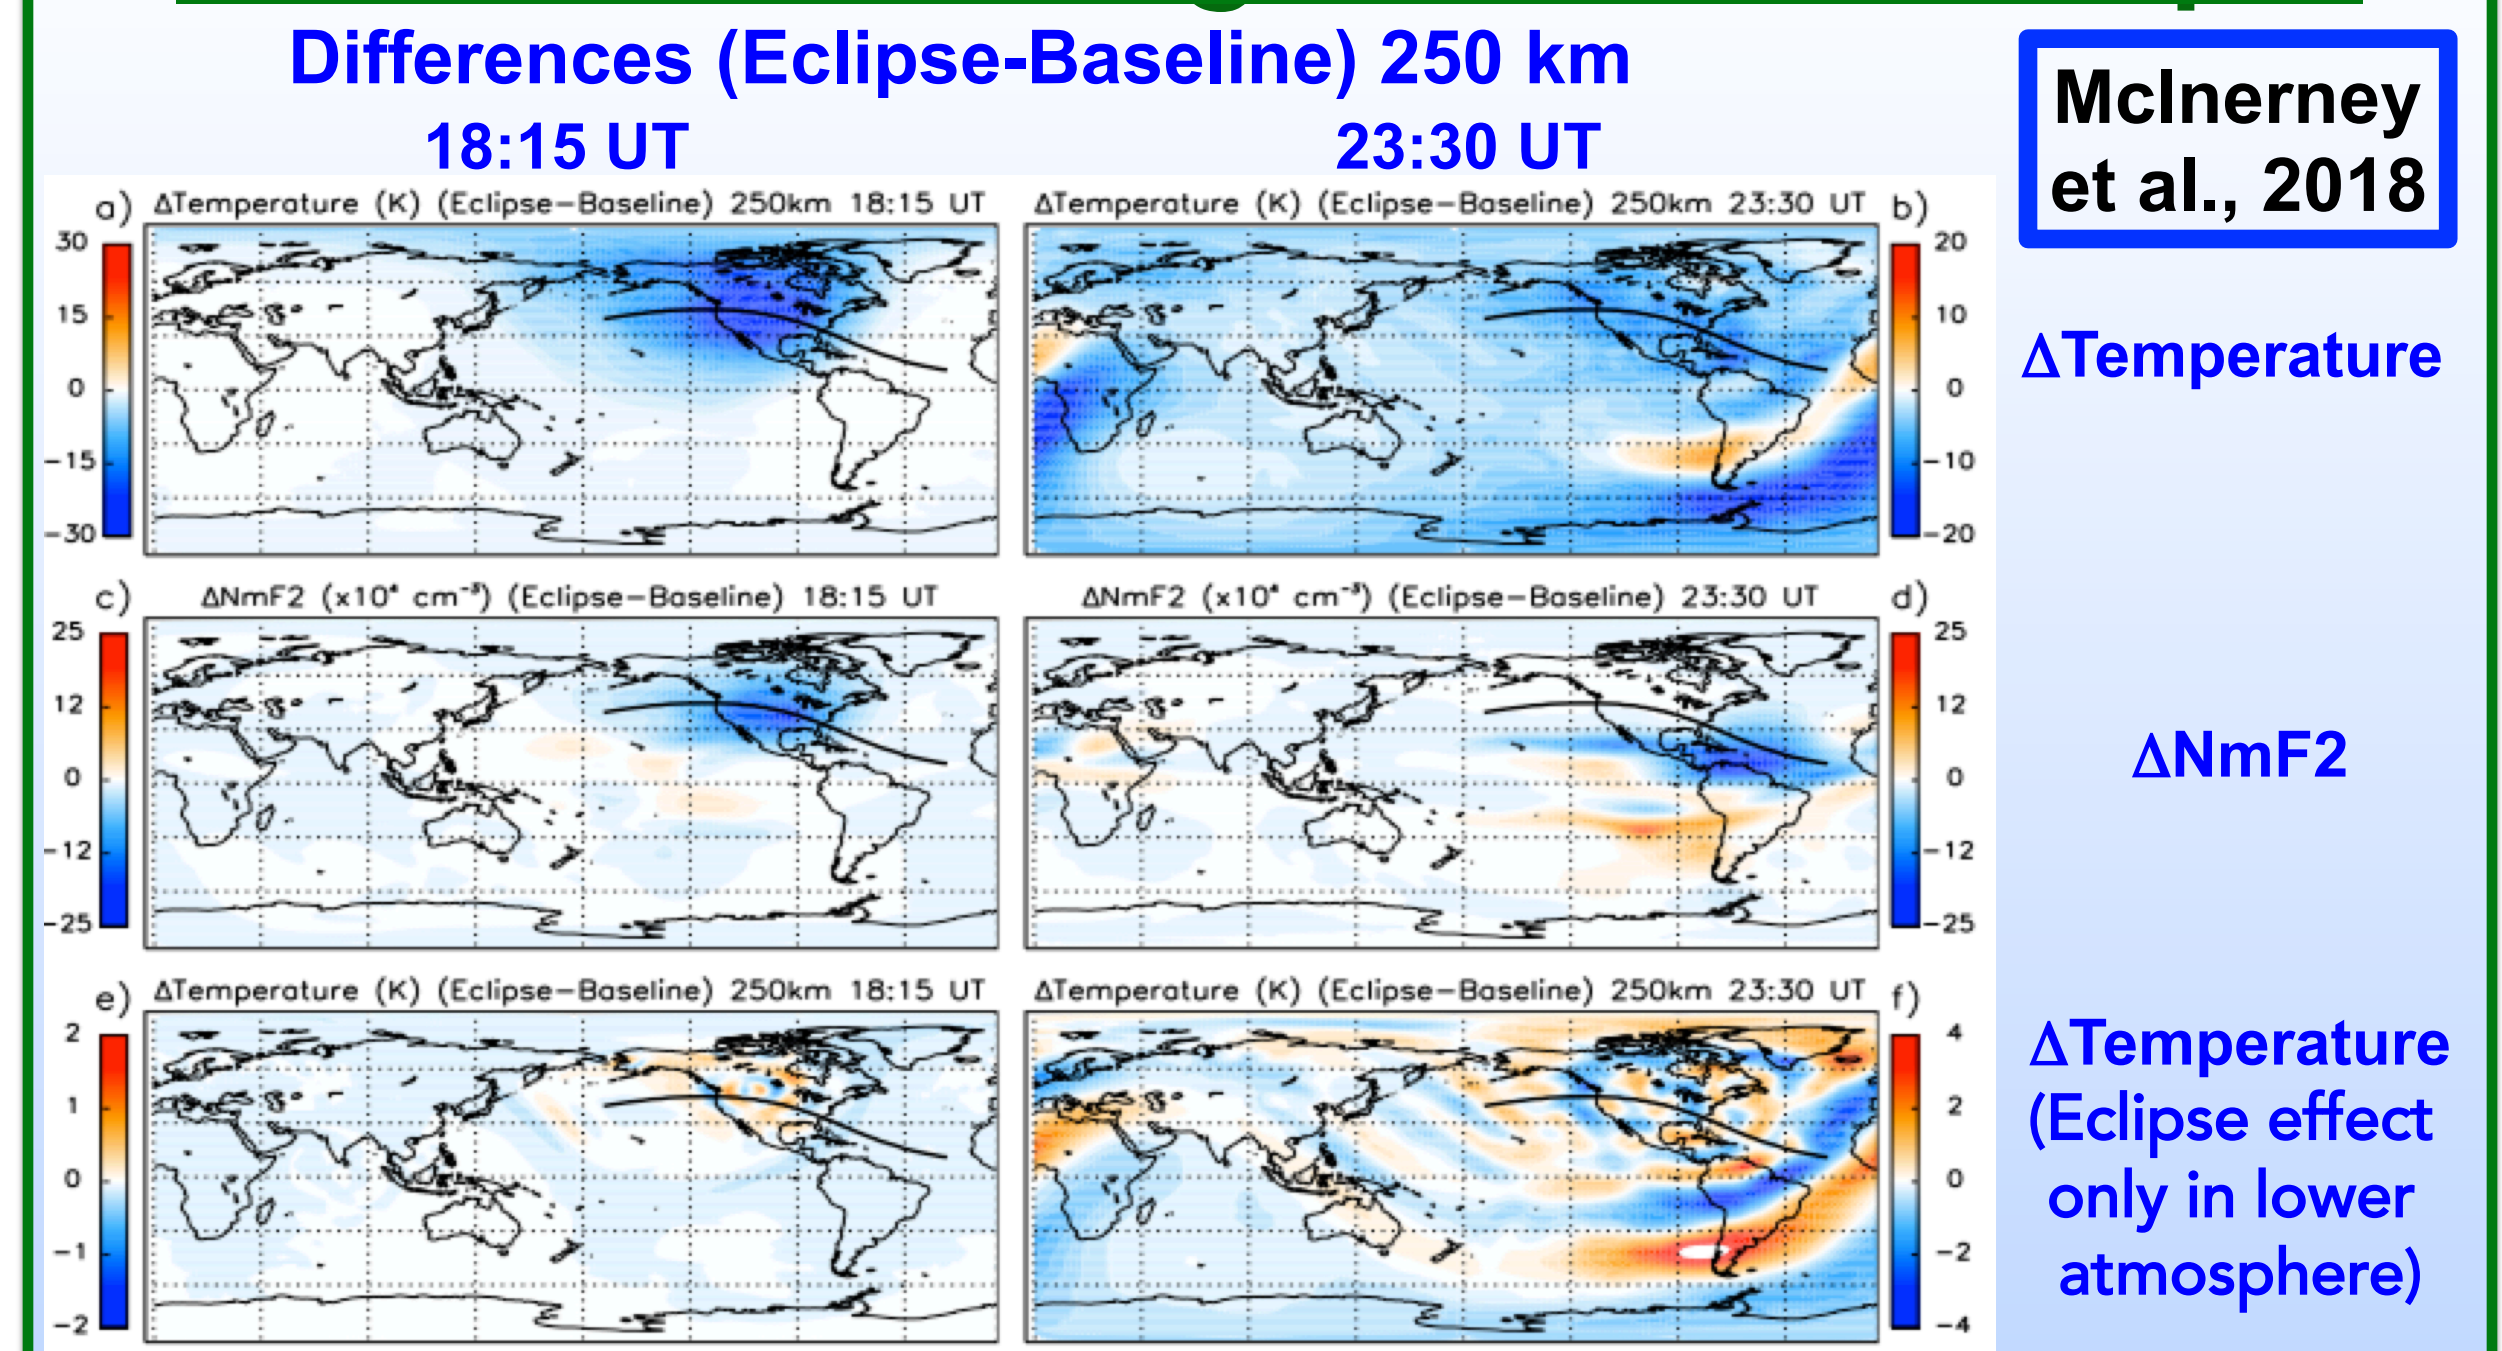 Differences (Eclipse-Baseline) 250 km
18:15 UT
23:30 UT
McInerney
et al., 2018
a)
ΔTemperature (K) (Eclipse−Baseline) 250km 18:15 UT
30
15
0
−15
−30
ΔTemperature (K) (Eclipse−Baseline) 250km 23:30 UT
b)
20
10
0
−10
−20
ΔTemperature
c)
ΔNmF2 (x10⁴ cm⁻³) (Eclipse−Baseline) 18:15 UT
25
12
0
−12
−25
ΔNmF2 (x10⁴ cm⁻³) (Eclipse−Baseline) 23:30 UT
d)
25
12
0
−12
−25
ΔNmF2
e)
ΔTemperature (K) (Eclipse−Baseline) 250km 18:15 UT
2
1
0
−1
−2
ΔTemperature (K) (Eclipse−Baseline) 250km 23:30 UT
f)
4
2
0
−2
−4
ΔTemperature
(Eclipse effect
only in lower
atmosphere)